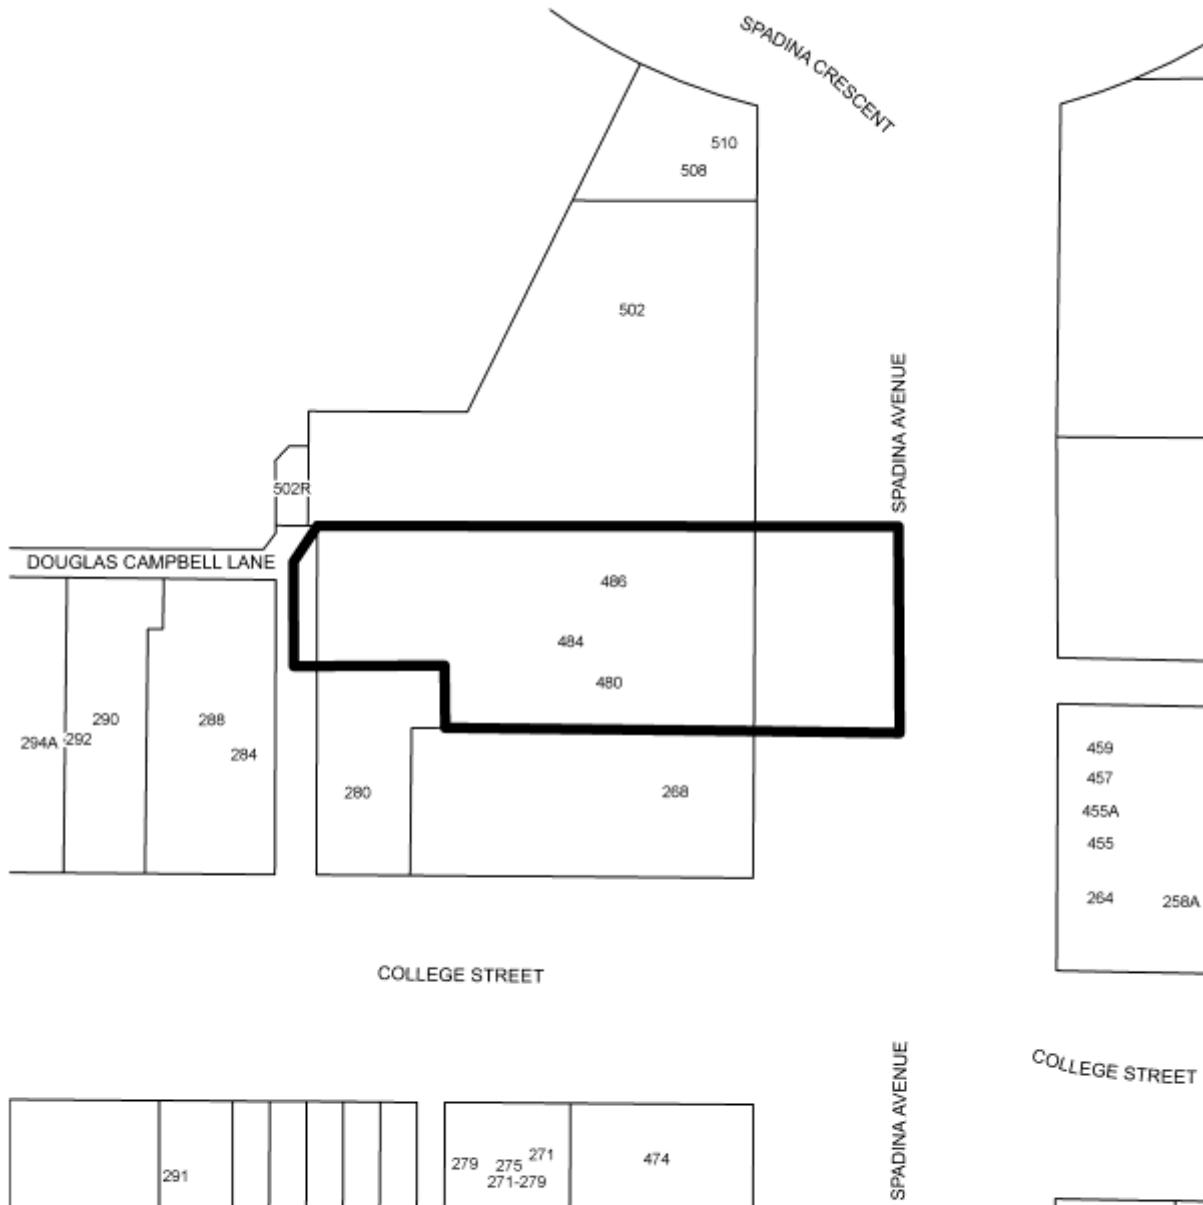 SPADINA CRESCENT
510
508
502
SPADINA AVENUE
502R
DOUGLAS CAMPBELL LANE
486
484
480
290
288
294A
292
284
280
268
459
457
455A
455
264
258A
COLLEGE STREET
SPADINA AVENUE
COLLEGE STREET
291
279
275
271
271-279
474